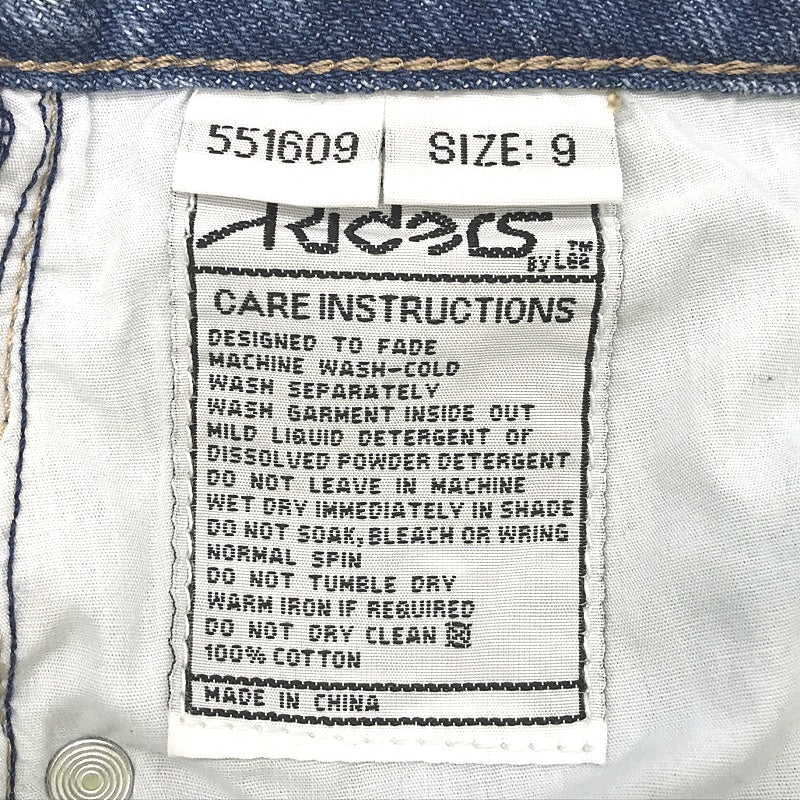 551609 SIZE: 9
Riders
BY Lee™
CARE INSTRUCTIONS
DESIGNED TO FADE
MACHINE WASH-COLD
WASH SEPARATELY
WASH GARMENT INSIDE OUT
MILD LIQUID DETERGENT OF
DISSOLVED POWDER DETERGENT
DO NOT LEAVE IN MACHINE
WET DRY IMMEDIATELY IN SHADE
DO NOT SOAK, BLEACH OR WRING
NORMAL SPIN
DO NOT TUMBLE DRY
WARM IRON IF REQUIRED
DO NOT DRY CLEAN
100% COTTON
MADE IN CHINA